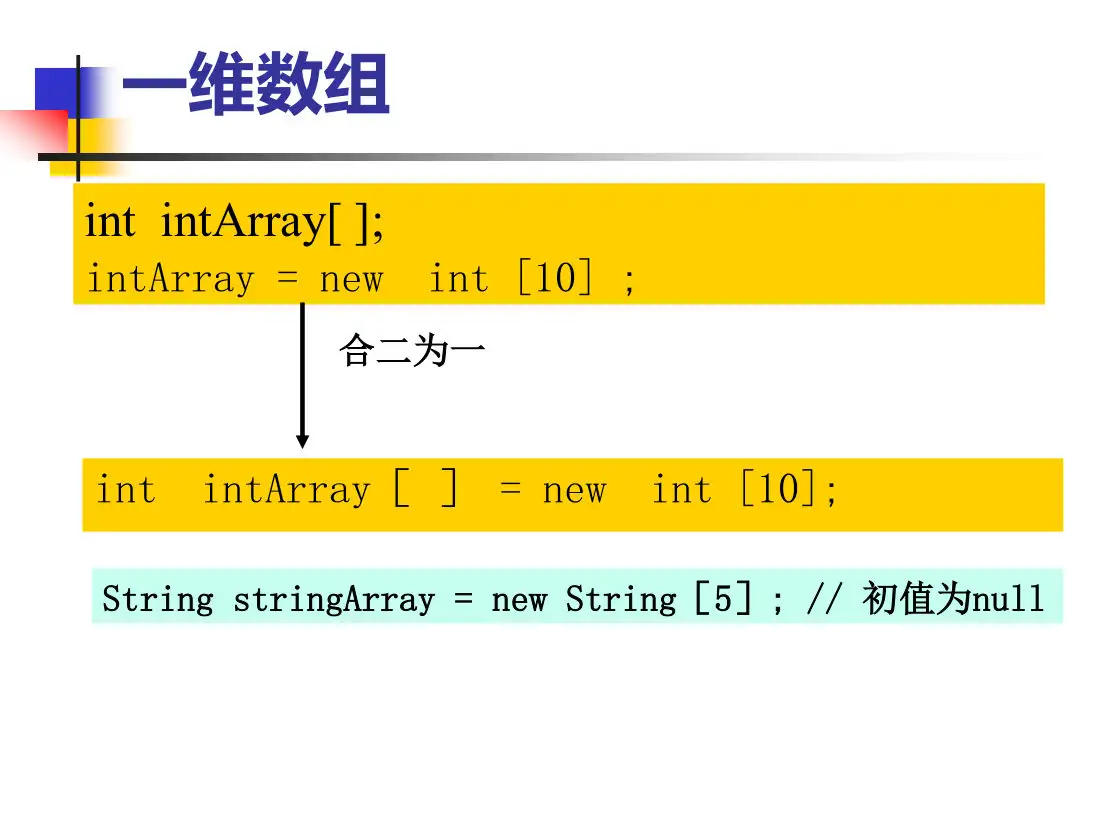 一维数组
int  intArray[ ];
intArray = new  int [10] ;
合二为一
int  intArray [ ]  = new  int [10];
String stringArray = new String [5] ; // 初值为null